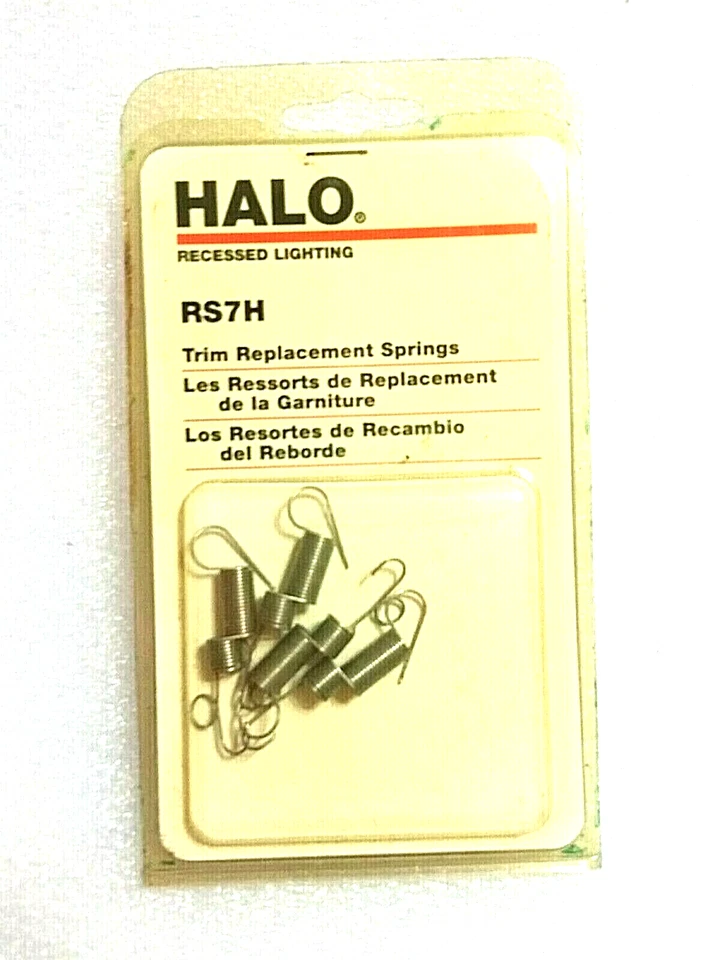 HALO®
RECESSED LIGHTING
RS7H
Trim Replacement Springs
Les Ressorts de Replacement
de la Garniture
Los Resortes de Recambio
del Reborde